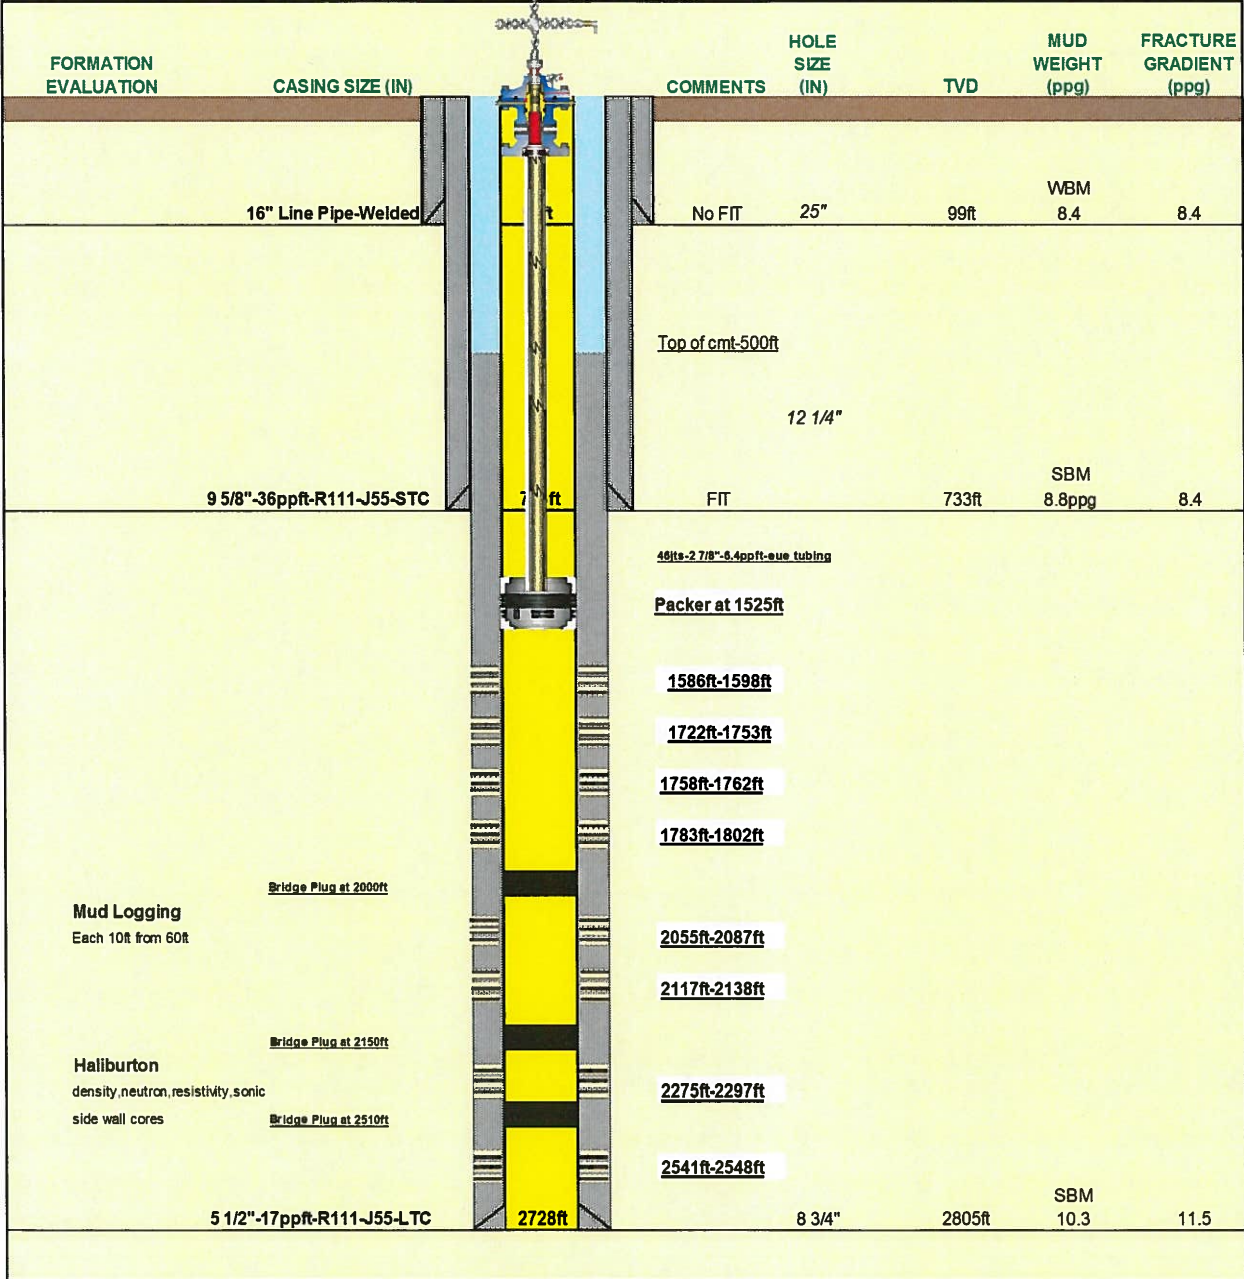 FORMATION EVALUATION
CASING SIZE (IN)
COMMENTS
HOLE SIZE (IN)
TVD
MUD WEIGHT (ppg)
FRACTURE GRADIENT (ppg)
WBM
16" Line Pipe-Welded ft No FIT 25" 99ft 8.4 8.4
Top of cmt-500ft
12 1/4"
SBM
9 5/8"-36ppft-R111-J55-STC ft FIT 733ft 8.8ppg 8.4
46jts-2 7/8"-6.4ppft-eue tubing
Packer at 1525ft
1586ft-1598ft
1722ft-1753ft
1758ft-1762ft
1783ft-1802ft
Bridge Plug at 2000ft
Mud Logging
Each 10ft from 60ft
2055ft-2087ft
2117ft-2138ft
Bridge Plug at 2150ft
Haliburton
density,neutron,resistivity,sonic
2275ft-2297ft
side wall cores
Bridge Plug at 2510ft
2541ft-2548ft
SBM
5 1/2"-17ppft-R111-J55-LTC 2728ft 8 3/4" 2805ft 10.3 11.5